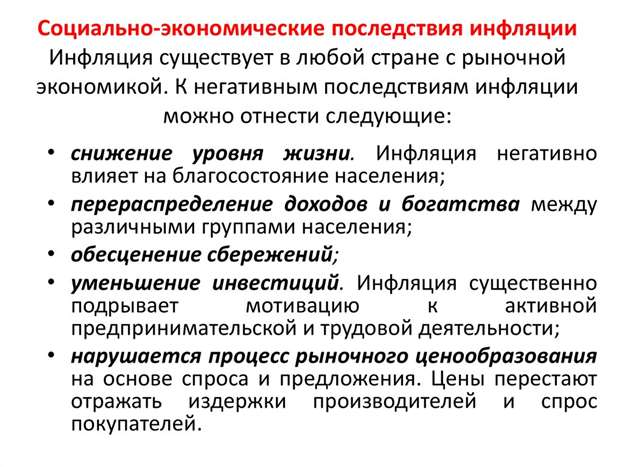 Социально-экономические последствия инфляции
Инфляция существует в любой стране с рыночной
экономикой. К негативным последствиям инфляции
можно отнести следующие:
• снижение уровня жизни. Инфляция негативно
влияет на благосостояние населения;
• перераспределение доходов и богатства между
различными группами населения;
• обесценение сбережений;
• уменьшение инвестиций. Инфляция существенно
подрывает мотивацию к активной
предпринимательской и трудовой деятельности;
• нарушается процесс рыночного ценообразования
на основе спроса и предложения. Цены перестают
отражать издержки производителей и спрос
покупателей.